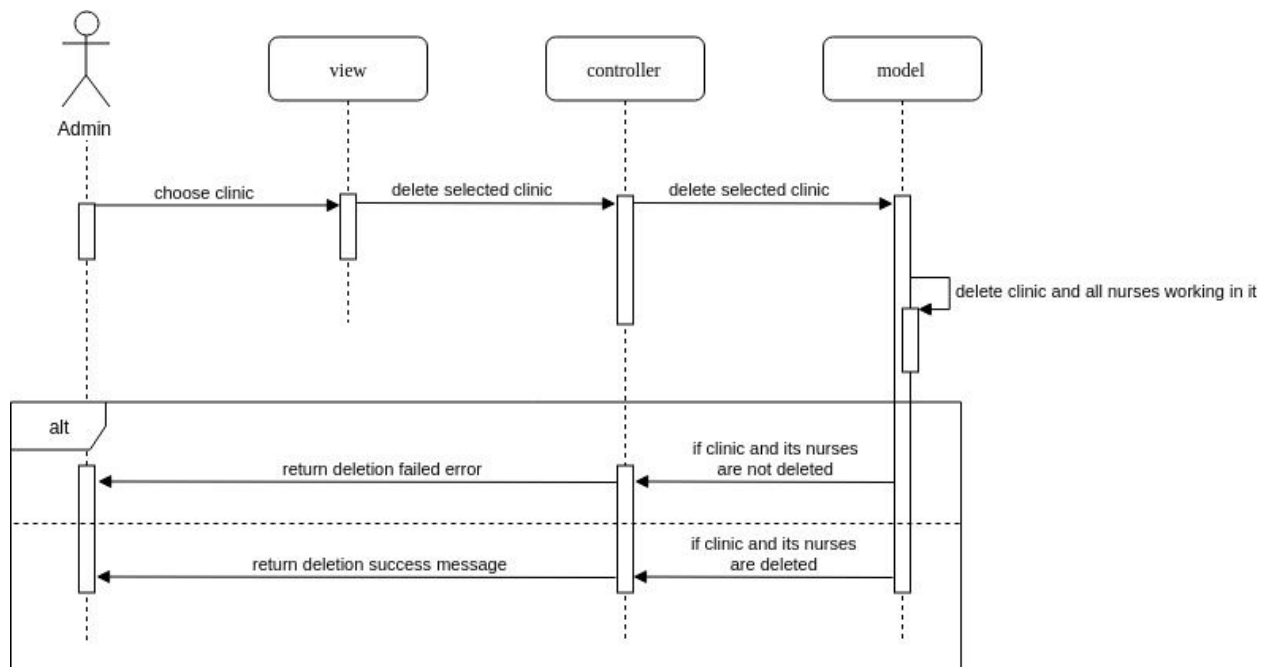 view
controller
model
Admin
choose clinic
delete selected clinic
delete selected clinic
delete clinic and all nurses working in it
alt
return deletion failed error
if clinic and its nurses
are not deleted
return deletion success message
if clinic and its nurses
are deleted